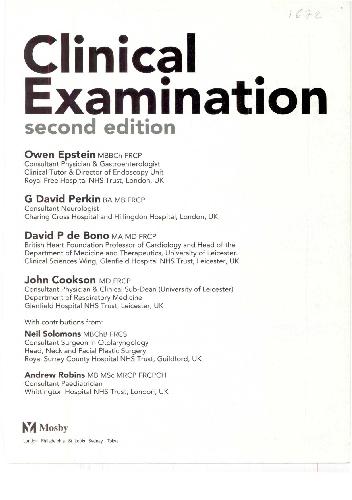 1672
Clinical
Examination
second edition
Owen Epstein MBBCh FRCP
Consultant Physician & Gastroenterologist
Clinical Tutor & Director of Endoscopy Unit
Royal Free Hospital NHS Trust, London, UK
G David Perkin BA MB FRCP
Consultant Neurologist
Charing Cross Hospital and Hillingdon Hospital, London, UK
David P de Bono MA MD FRCP
British Heart Foundation Professor of Cardiology and Head of the
Department of Medicine and Therapeutics, University of Leicester
Clinical Sciences Wing, Glenfield Hospital NHS Trust, Leicester, UK
John Cookson MD FRCP
Consultant Physician & Clinical Sub-Dean (University of Leicester)
Department of Respiratory Medicine
Glenfield Hospital NHS Trust, Leicester, UK
With contributions from:
Neil Solomons MBChB FRCS
Consultant Surgeon in Otolaryngology
Head, Neck and Facial Plastic Surgery
Royal Surrey County Hospital NHS Trust, Guildford, UK
Andrew Robins MB MSc MRCP FRCPCH
Consultant Paediatrician
Whittington Hospital NHS Trust, London, UK
Mosby
London Philadelphia St Louis Sydney Tokyo